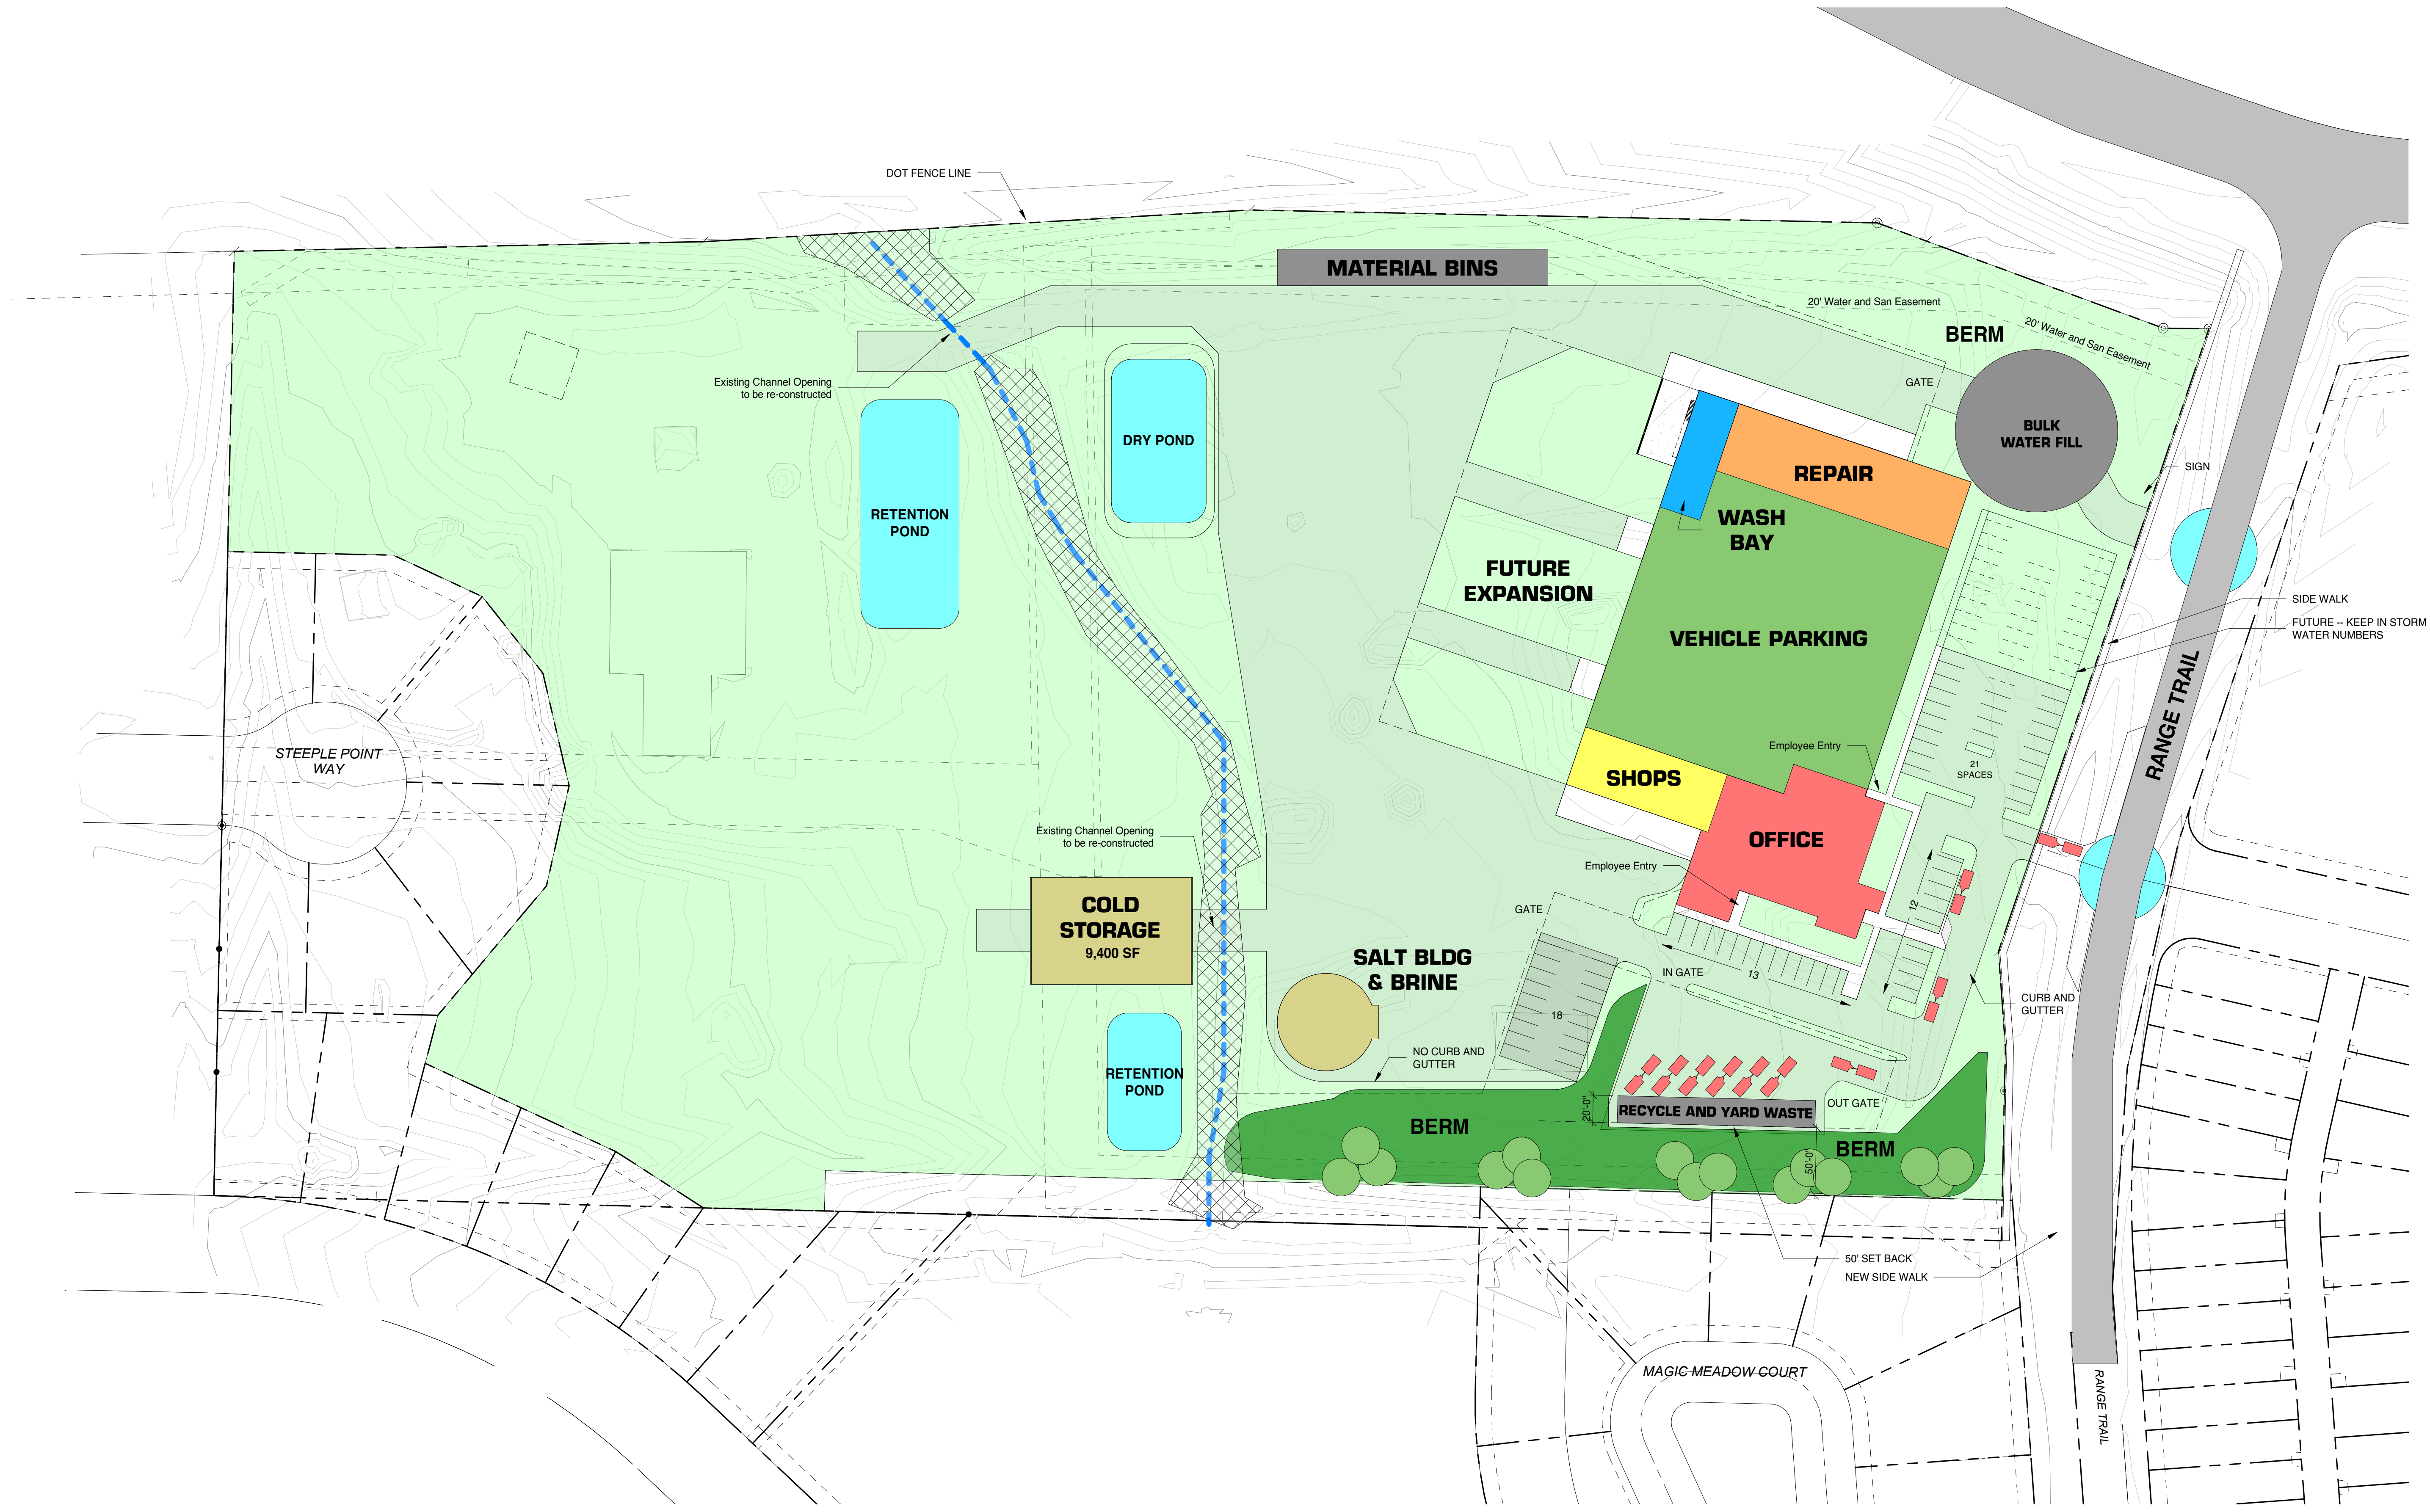 DOT FENCE LINE
MATERIAL BINS
20' Water and San Easement
BERM
20' Water and San Easement
Existing Channel Opening
to be re-constructed
GATE
DRY POND
BULK
WATER FILL
SIGN
REPAIR
RETENTION
POND
WASH
BAY
FUTURE
EXPANSION
SIDE WALK
FUTURE -- KEEP IN STORM
WATER NUMBERS
VEHICLE PARKING
RANGE TRAIL
STEEPLE POINT
WAY
Employee Entry
21
SPACES
SHOPS
Existing Channel Opening
to be re-constructed
OFFICE
Employee Entry
COLD
STORAGE
9,400 SF
GATE
12
SALT BLDG
& BRINE
IN GATE
13
CURB AND
GUTTER
18
NO CURB AND
GUTTER
RETENTION
POND
20'-0"
RECYCLE AND YARD WASTE
OUT GATE
BERM
BERM
50'-0"
50' SET BACK
NEW SIDE WALK
MAGIC MEADOW COURT
RANGE TRAIL